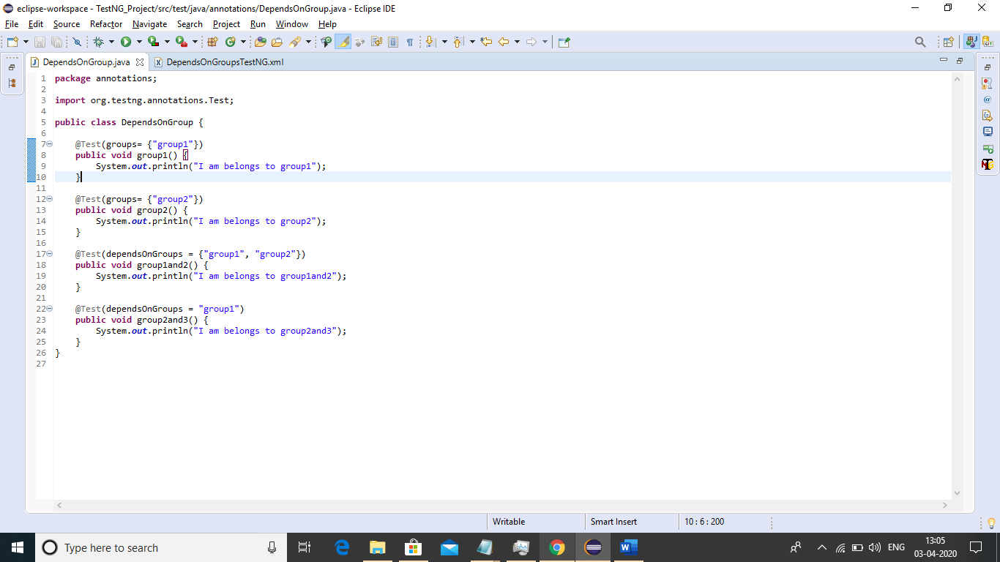 eclipse-workspace - TestNG_Project/src/test/java/annotations/DependsOnGroup.java - Eclipse IDE
File Edit Source Refactor Navigate Search Project Run Window Help
DependsOnGroup.java DependsOnGroupsTestNG.xml
1 package annotations;
2
3 import org.testng.annotations.Test;
4
5 public class DependsOnGroup {
6
7 @Test(groups= {"group1"})
8 public void group1() {
9 System.out.println("I am belongs to group1");
10 }
11
12 @Test(groups= {"group2"})
13 public void group2() {
14 System.out.println("I am belongs to group2");
15 }
16
17 @Test(dependsOnGroups = {"group1", "group2"})
18 public void group1and2() {
19 System.out.println("I am belongs to group1and2");
20 }
21
22 @Test(dependsOnGroups = "group1")
23 public void group2and3() {
24 System.out.println("I am belongs to group2and3");
25 }
26 }
27
Writable Smart Insert 10 : 6 : 200
Type here to search
ENG
13:05
03-04-2020